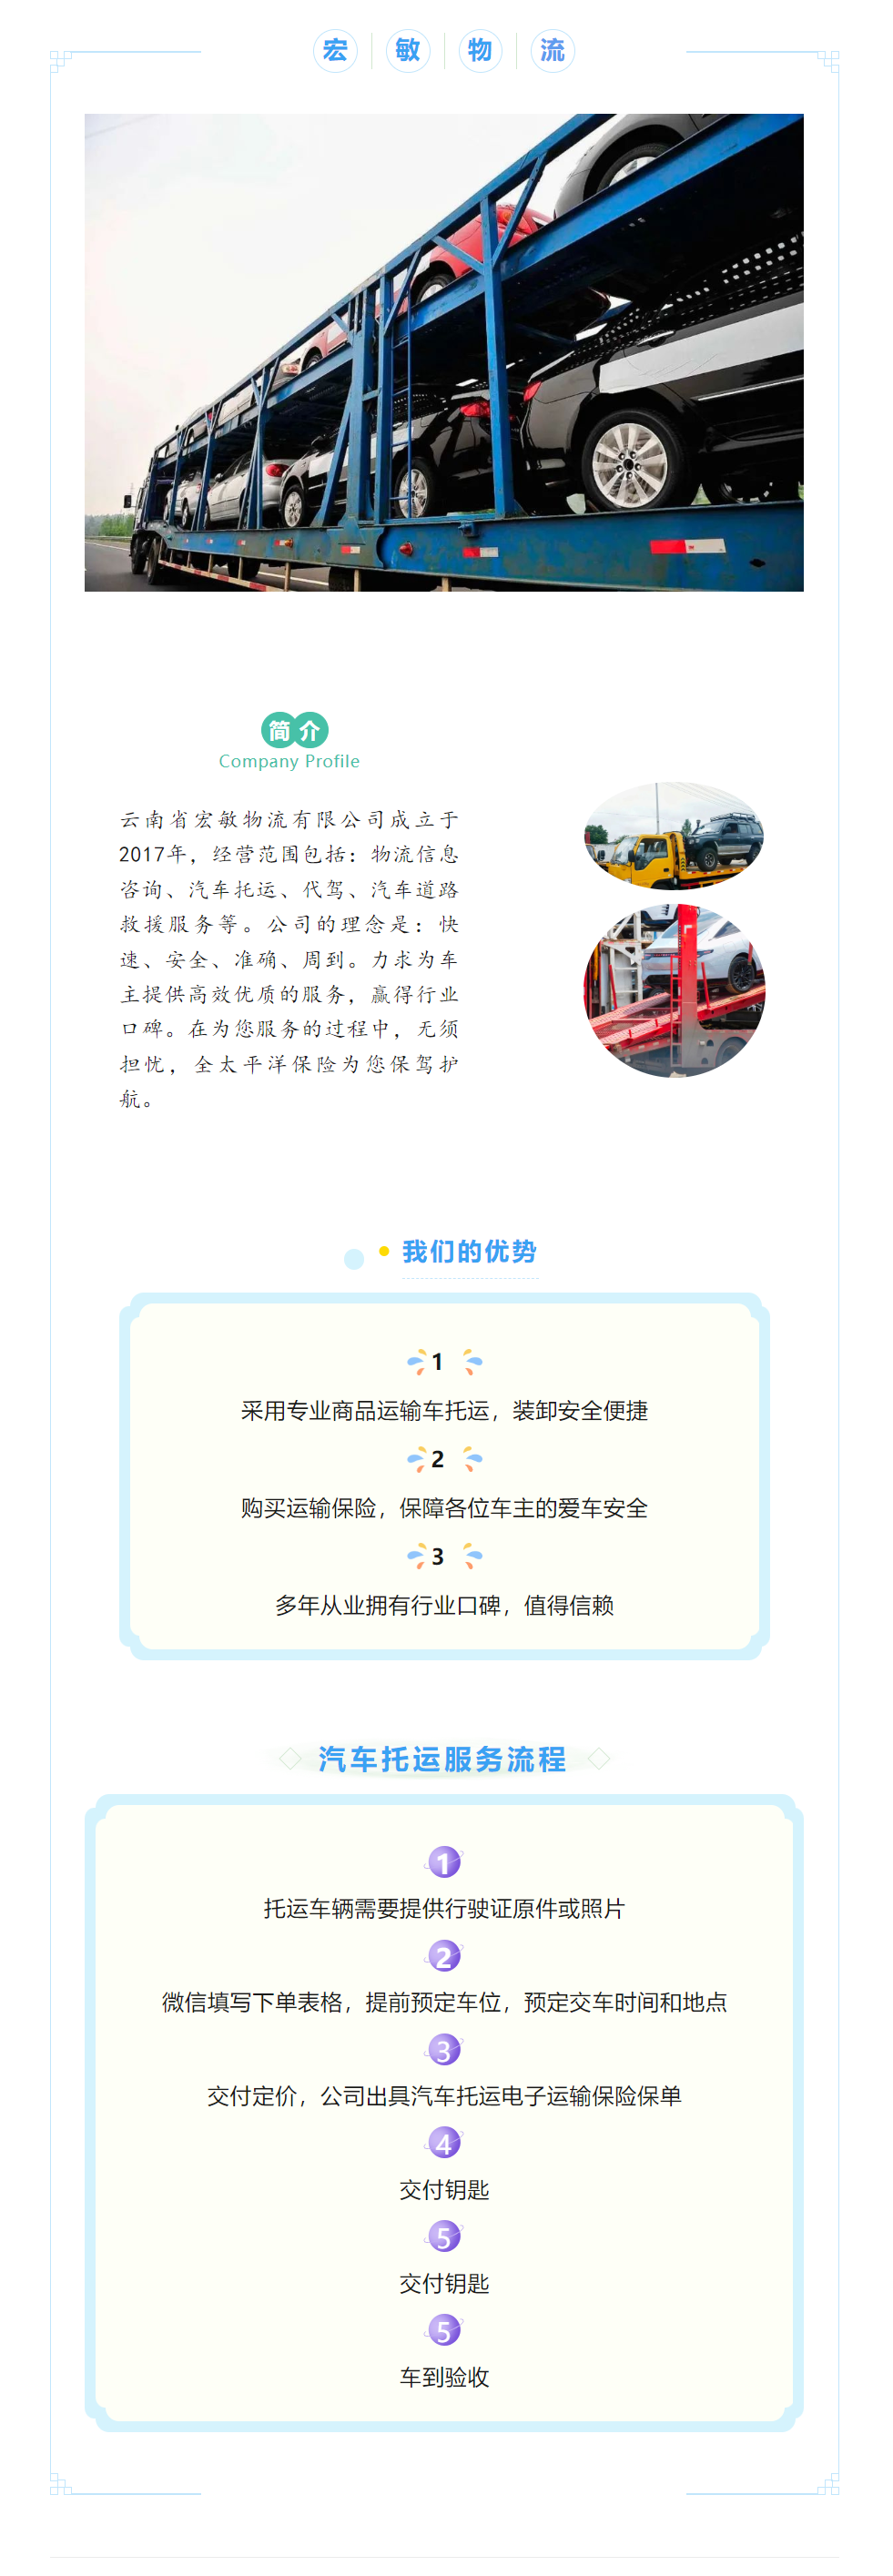 宏敏物流
简介
Company Profile
云南省宏敏物流有限公司成立于
2017年，经营范围包括：物流信息
咨询、汽车托运、代驾、汽车道路
救援服务等。公司的理念是：快
速、安全、准确、周到。力求为车
主提供高效优质的服务，赢得行业
口碑。在为您服务的过程中，无须
担忧，全太平洋保险为您保驾护
航。
我们的优势
1
采用专业商品运输车托运，装卸安全便捷
2
购买运输保险，保障各位车主的爱车安全
3
多年从业拥有行业口碑，值得信赖
汽车托运服务流程
1
托运车辆需要提供行驶证原件或照片
2
微信填写下单表格，提前预定车位，预定交车时间和地点
3
交付定价，公司出具汽车托运电子运输保险保单
4
交付钥匙
5
交付钥匙
5
车到验收